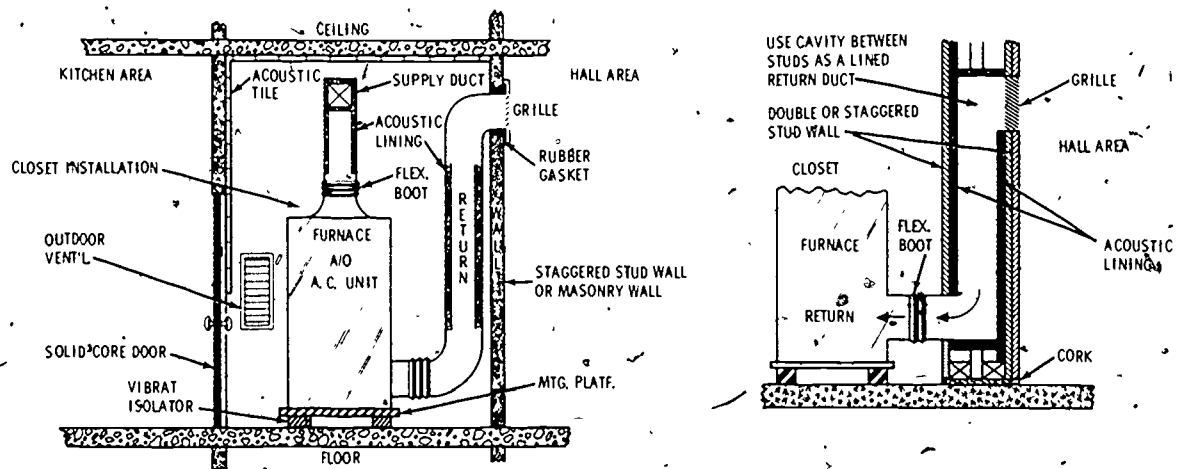 CEILING
KITCHEN AREA
ACOUSTIC
TILE
SUPPLY DUCT
HALL AREA
GRILLE
ACOUSTIC
LINING
RUBBER
GASKET
CLOSET INSTALLATION
FLEX.
BOOT
RETURN
WALL
FURNACE
A/O
A.C. UNIT
OUTDOOR
VENT'L
STAGGERED STUD WALL
OR MASONRY WALL
SOLID CORE DOOR
VIBRAT
ISOLATOR
MTG. PLATF.
FLOOR
USE CAVITY BETWEEN
STUDS AS A LINED
RETURN DUCT
GRILLE
DOUBLE OR STAGGERED
STUD WALL
HALL AREA
CLOSET
FLEX.
BOOT
FURNACE
ACOUSTIC
LINING
RETURN
CORK